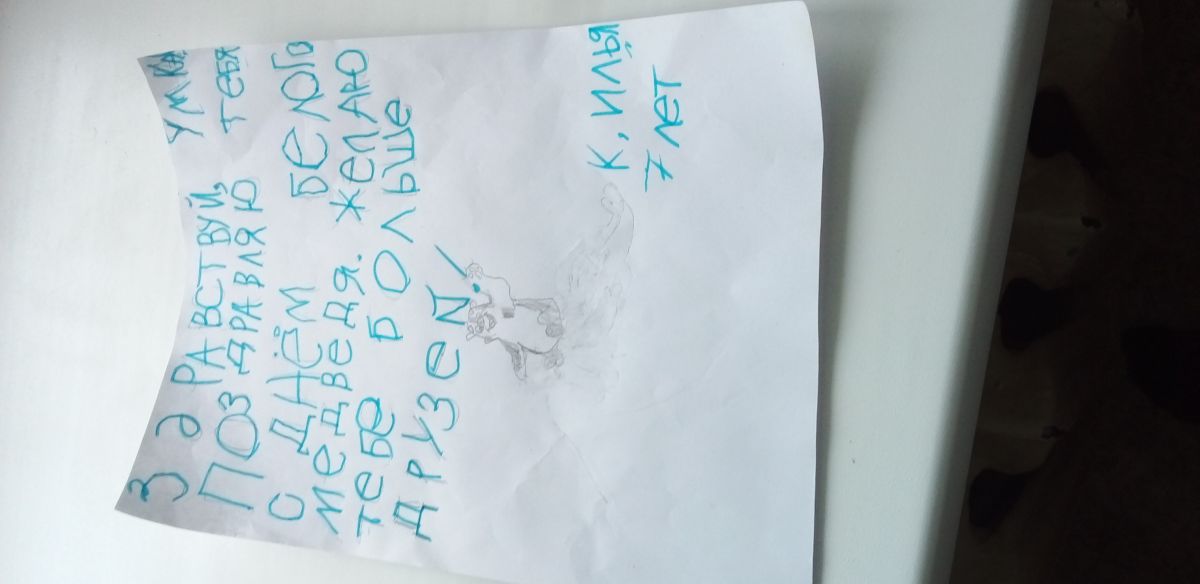 Здравствуй, Умка
Поздравляю тебя
с днём белого
медведя. желаю
тебе больше
друзей!
К, Илья
7 лет